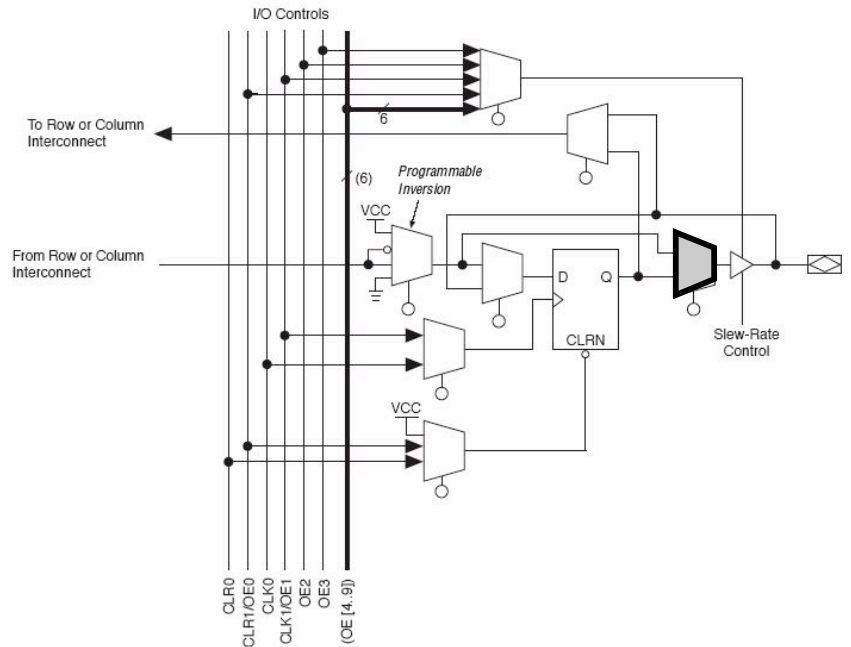 I/O Controls
6
To Row or Column
Interconnect
(6)
Programmable
Inversion
VCC
From Row or Column
Interconnect
D
Q
CLRN
Slew-Rate
Control
VCC
CLR0
CLR1/OE0
CLK0
CLK1/OE1
OE2
OE3
(OE [4..9])